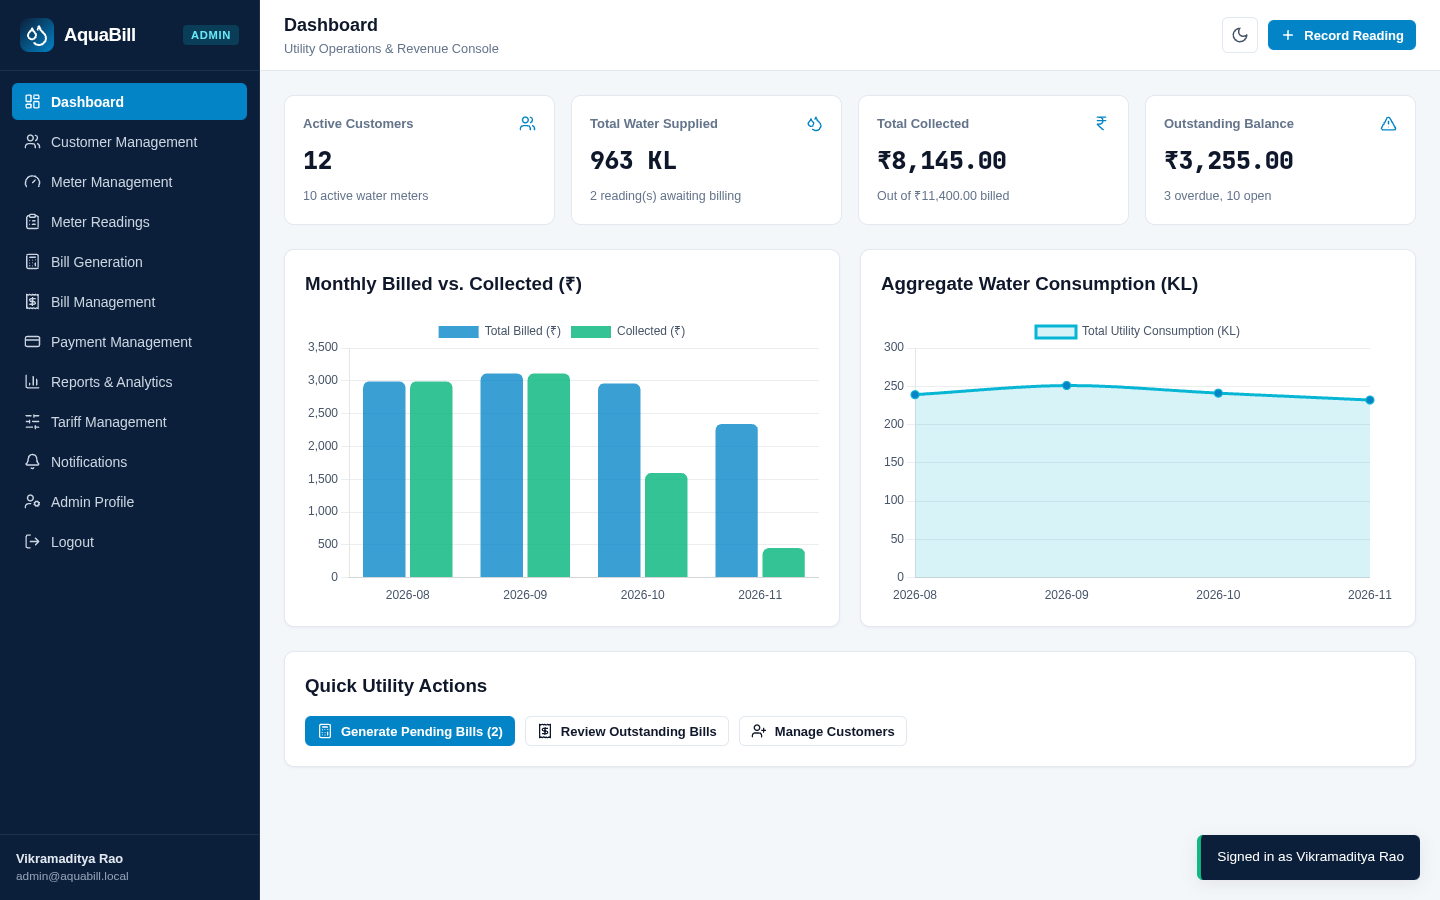 AquaBill
ADMIN
Dashboard
Customer Management
Meter Management
Meter Readings
Bill Generation
Bill Management
Payment Management
Reports & Analytics
Tariff Management
Notifications
Admin Profile
Logout
Vikramaditya Rao
admin@aquabill.local
Dashboard
Utility Operations & Revenue Console
Record Reading
Active Customers
12
10 active water meters
Total Water Supplied
963 KL
2 reading(s) awaiting billing
Total Collected
₹8,145.00
Out of ₹11,400.00 billed
Outstanding Balance
₹3,255.00
3 overdue, 10 open
Monthly Billed vs. Collected (₹)
Total Billed (₹) Collected (₹)
3,500
3,000
2,500
2,000
1,500
1,000
500
0
2026-08 2026-09 2026-10 2026-11
Aggregate Water Consumption (KL)
Total Utility Consumption (KL)
300
250
200
150
100
50
0
2026-08 2026-09 2026-10 2026-11
Quick Utility Actions
Generate Pending Bills (2) Review Outstanding Bills Manage Customers
Signed in as Vikramaditya Rao